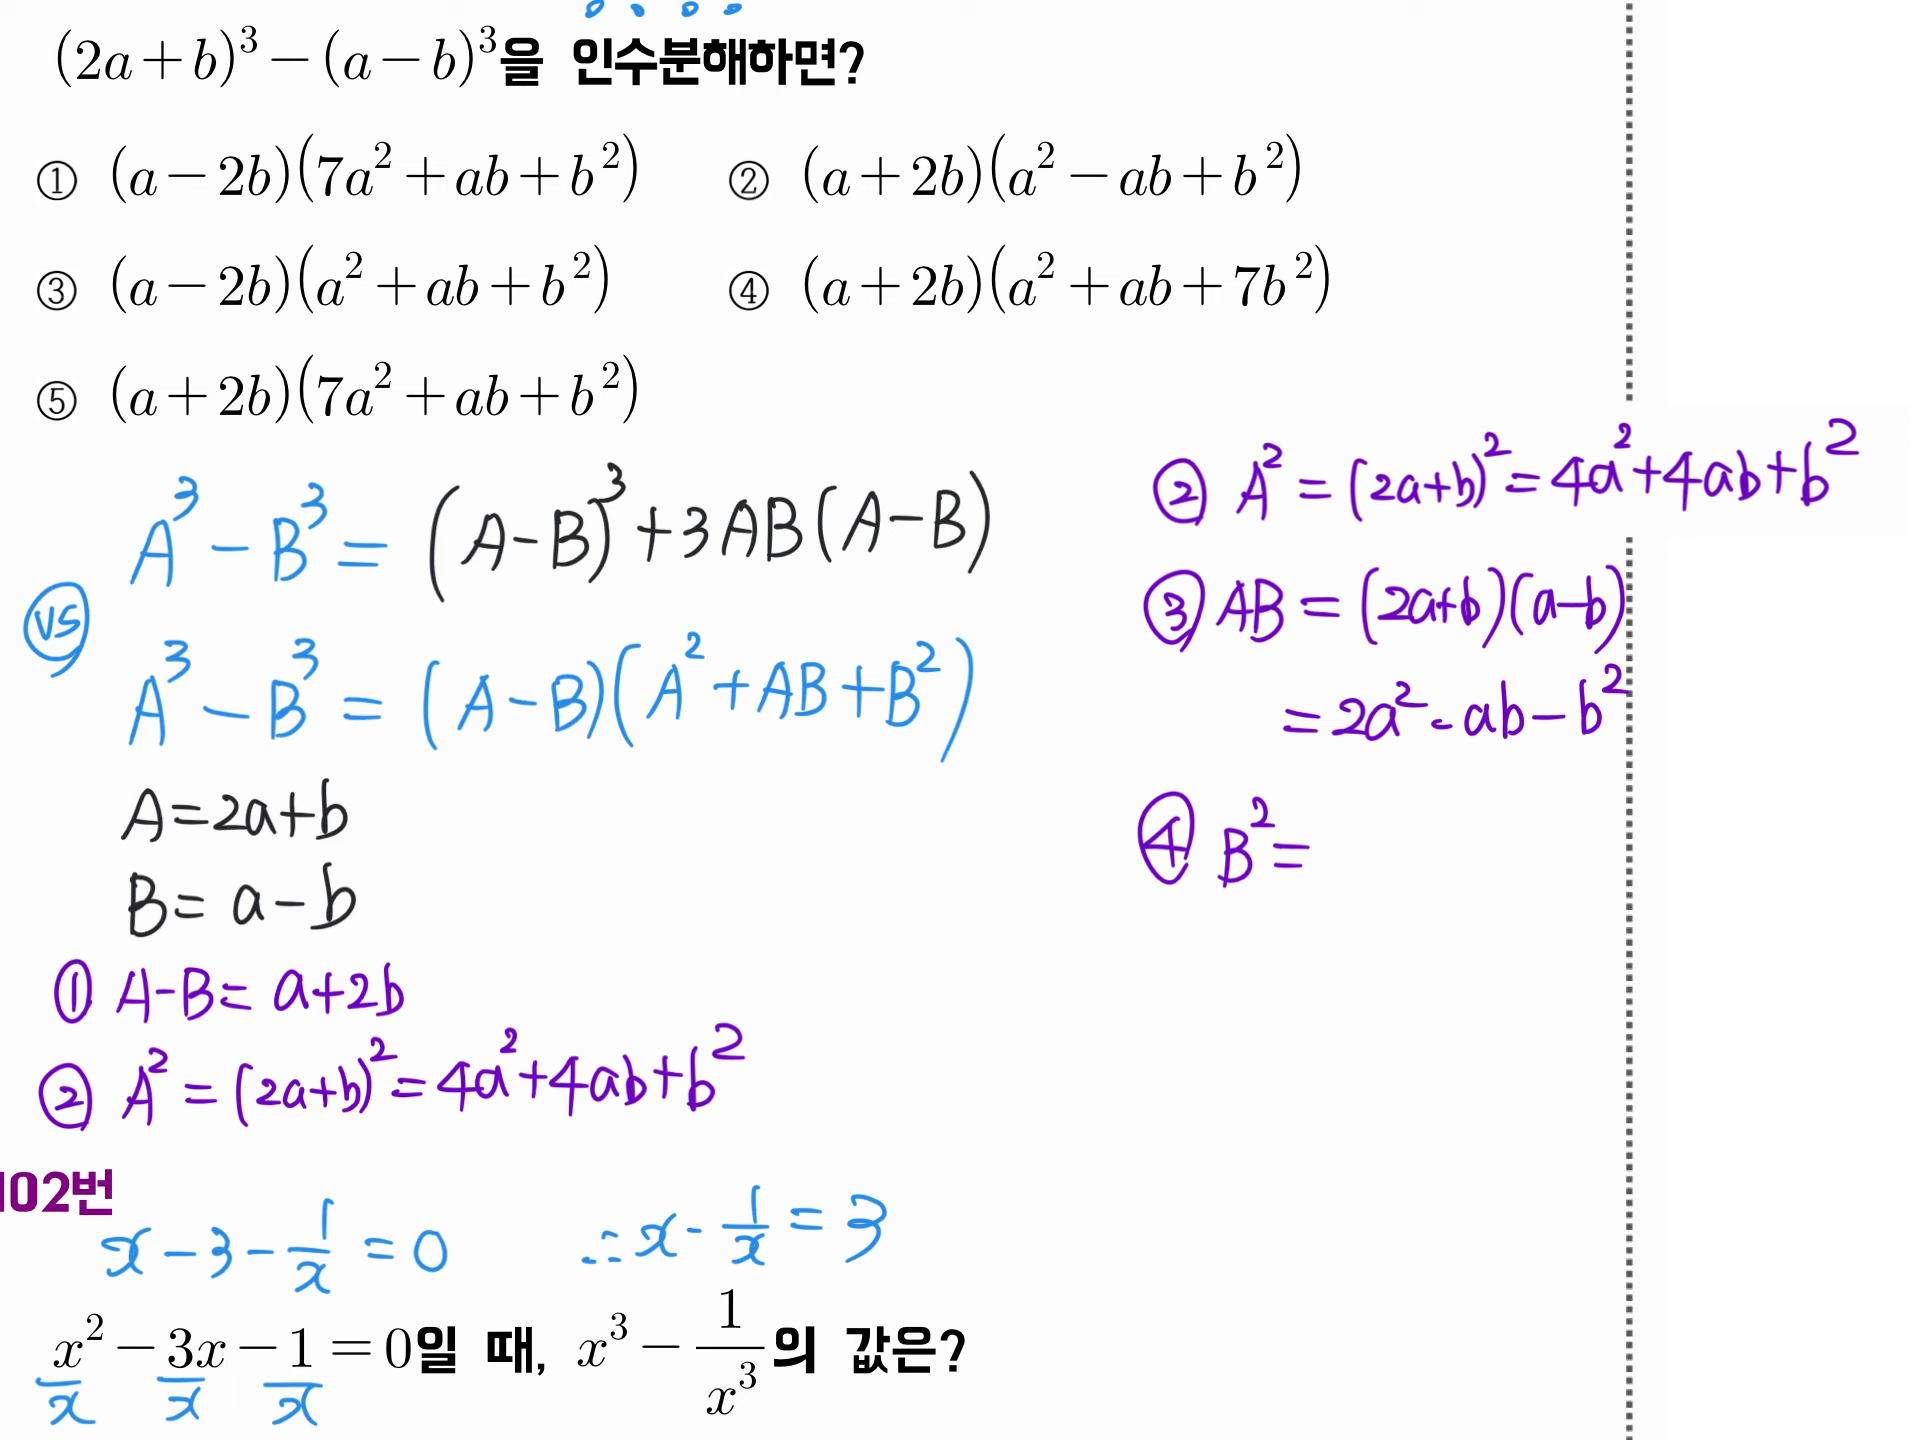 (2a+b)³-(a-b)³을 인수분해하면?
① (a-2b)(7a²+ab+b²) ② (a+2b)(a²-ab+b²)
③ (a-2b)(a²+ab+b²) ④ (a+2b)(a²+ab+7b²)
⑤ (a+2b)(7a²+ab+b²)
A³-B³=(A-B)³+3AB(A-B)
VS
A³-B³=(A-B)(A²+AB+B²)
A=2a+b
B=a-b
① A-B=a+2b
② A²=(2a+b)²=4a²+4ab+b²
② A²=(2a+b)²=4a²+4ab+b²
③ AB=(2a+b)(a-b)
=2a²-ab-b²
④ B²=
102번
x-3-1/x=0 ∴x-1/x=3
x²-3x-1=0일 때, x³-1/x³의 값은?
x x x